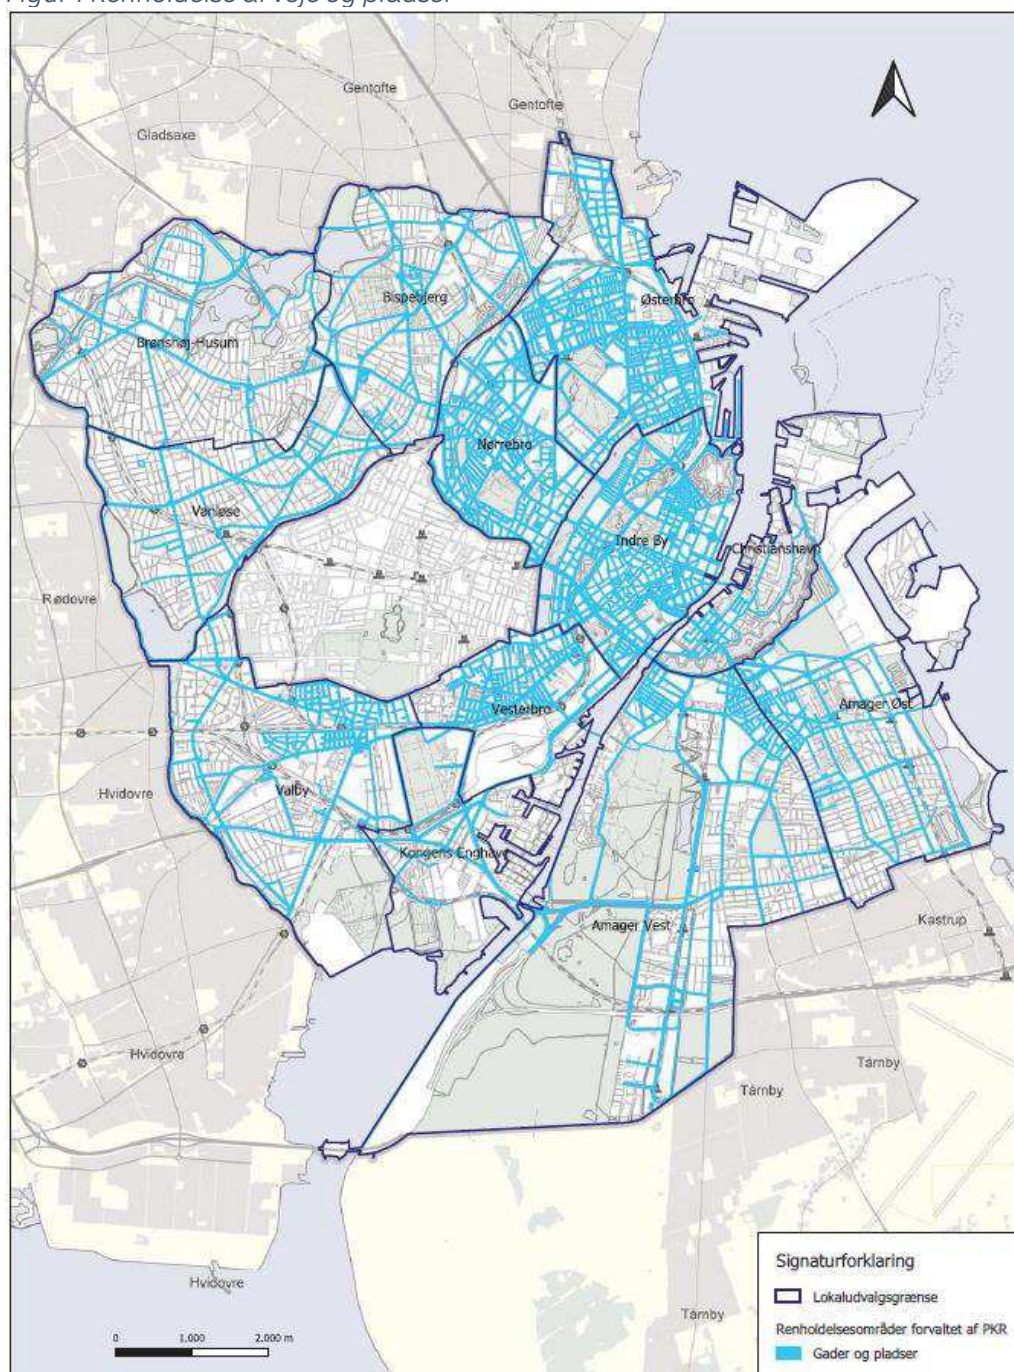 Gentofte
Gentofte
Gladsaxe
Bispebjerg
Østerbro
Brønshøj-Husum
Nørrebro
Vanløse
Indre By
Christianshavn
Rødovre
Vesterbro
Amager Øst
Hvidovre
Valby
Kongens Enghave
Amager Vest
Kastrup
Hvidovre
Tårnby
Tårnby
Hvidovre
Tårnby
Signaturforklaring
Lokaludvalgsgrænse
Renholdelsesområder forvaltet af PKR
Gader og pladser
0 1.000 2.000 m